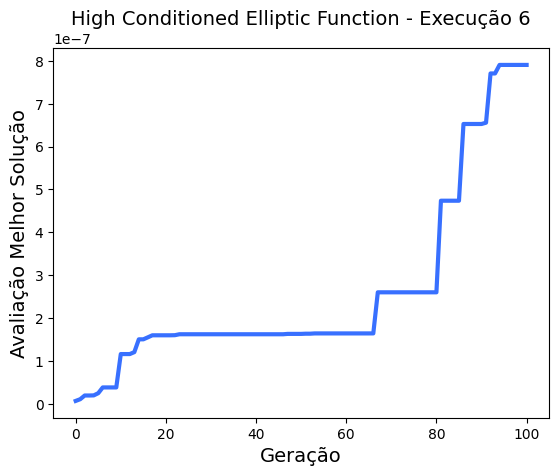 High Conditioned Elliptic Function - Execução 6
1e−7
Avaliação Melhor Solução
8
7
6
5
4
3
2
1
0
0 20 40 60 80 100
Geração